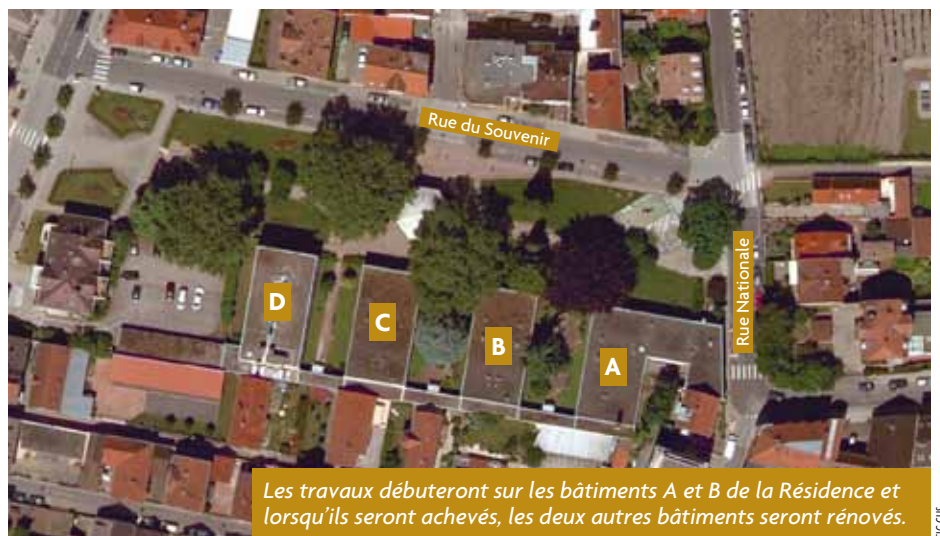 Rue du Souvenir
Rue Nationale
D
C
B
A
Les travaux débuteront sur les bâtiments A et B de la Résidence et
lorsqu'ils seront achevés, les deux autres bâtiments seront rénovés.